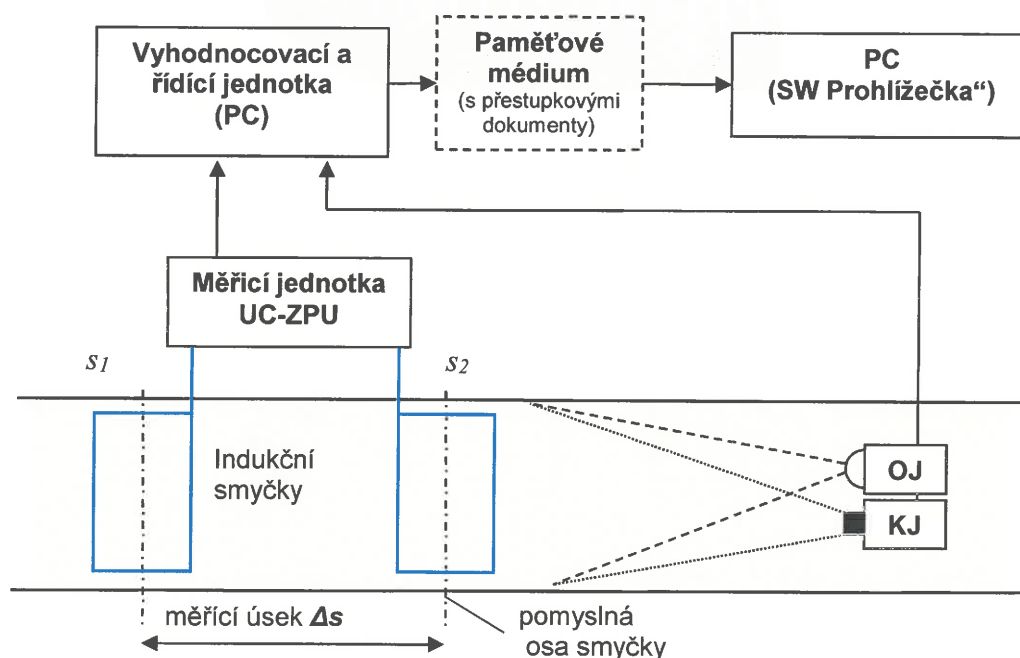 Vyhodnocovací a
řídící jednotka
(PC)
Paměťové
médium
(s přestupkovými
dokumenty)
PC
(SW Prohlížečka“)
Měřicí jednotka
UC-ZPU
s1
s2
Indukční
smyčky
OJ
KJ
měřící úsek Δs
pomyslná
osa smyčky